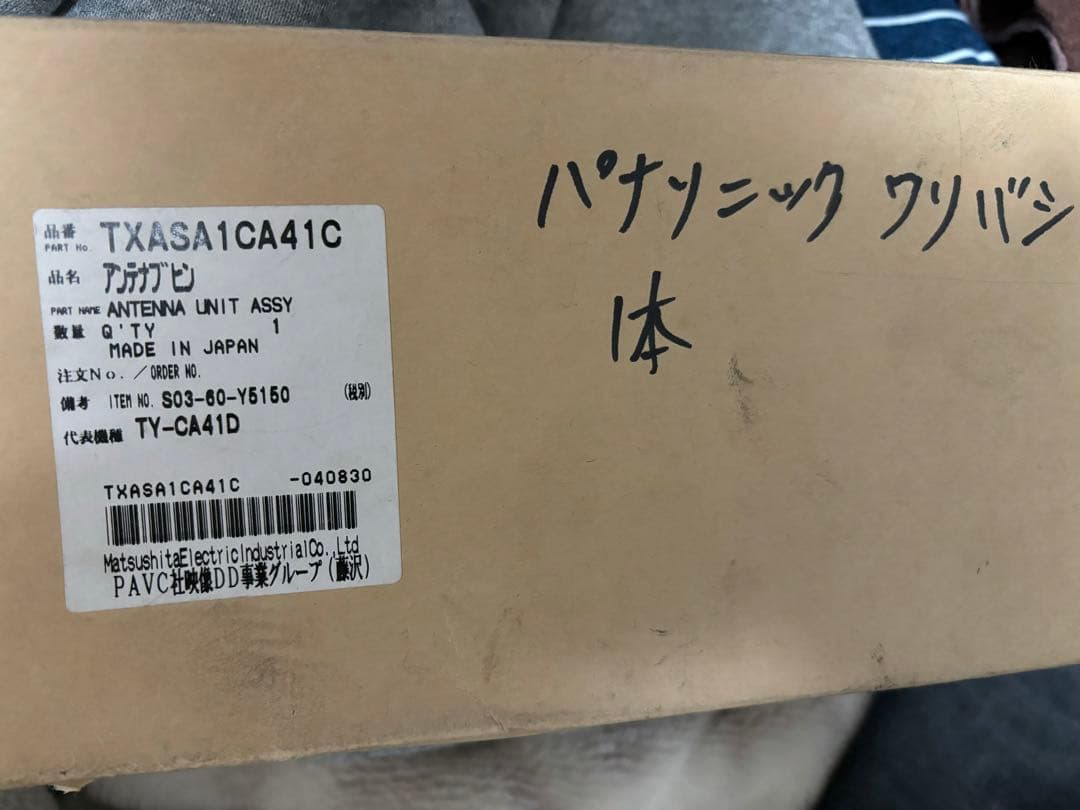 品番 PART No. TXASA1CA41C
品名 アンテナブヒン
PART NAME ANTENNA UNIT ASSY
数量 Q'TY 1
MADE IN JAPAN
注文No. / ORDER NO.
備考 ITEM NO. S03-60-Y5150 (税別)
代表機種 TY-CA41D
TXASA1CA41C -040830
MatsushitaElectricIndustrialCo.,Ltd
PAVC社映像DD事業グループ(藤沢)
パナソニック ワリバシ
1本